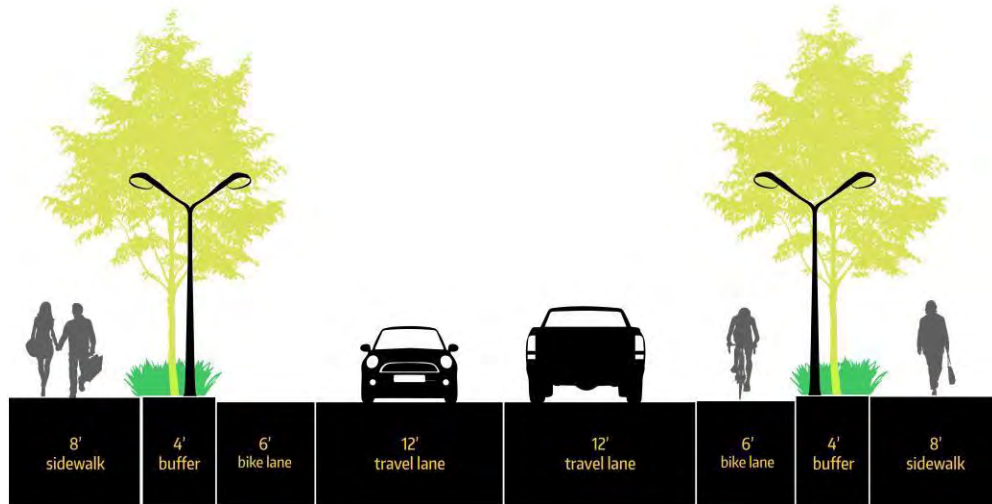 8'
sidewalk
4'
buffer
6'
bike lane
12'
travel lane
12'
travel lane
6'
bike lane
4'
buffer
8'
sidewalk